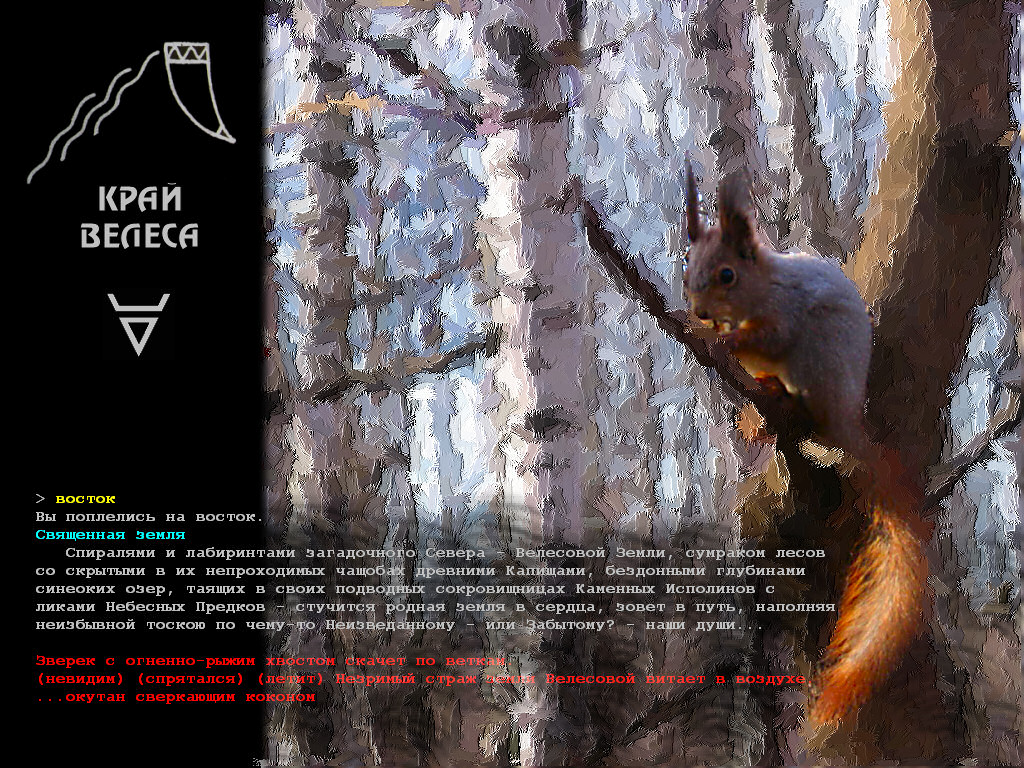 КРАЙ
ВЕЛЕСА
> восток
Вы поплелись на восток.
Священная земля
Спиралями и лабиринтами загадочного Севера - Велесовой Земли, сумраком лесов
со скрытыми в их непроходимых чащобах древними Капищами, бездонными глубинами
синеоких озер, таящих в своих подводных сокровищницах Каменных Исполинов с
ликами Небесных Предков - стучится родная земля в сердца, зовет в путь, наполняя
неизбывной тоскою по чему-то Неизведанному - или Забытому? - наши души...
Зверек с огненно-рыжим хвостом скачет по веткам.
(невидим) (спрятался) (летит) Незримый страж земли Велесовой витает в воздухе
...окутан сверкающим коконом